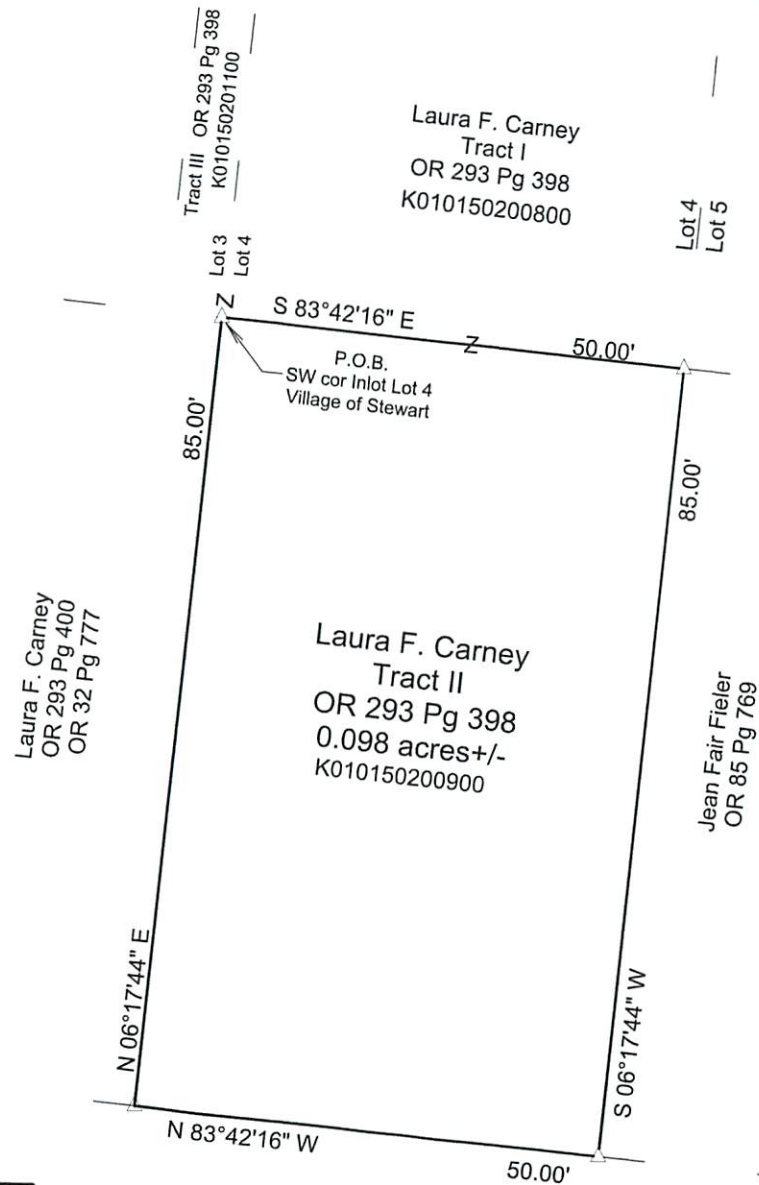 Tract III OR 293 Pg 398
K010150201100
Laura F. Carney
Tract I
OR 293 Pg 398
K010150200800
Lot 4
Lot 5
Lot 3
Lot 4
Z
S 83°42'16" E
Z
50.00'
P.O.B.
SW cor Inlot Lot 4
Village of Stewart
85.00'
85.00'
Laura F. Carney
OR 293 Pg 400
OR 32 Pg 777
Laura F. Carney
Tract II
OR 293 Pg 398
0.098 acres+/-
K010150200900
Jean Fair Fieler
OR 85 Pg 769
N 06°17'44" E
S 06°17'44" W
N 83°42'16" W
50.00'